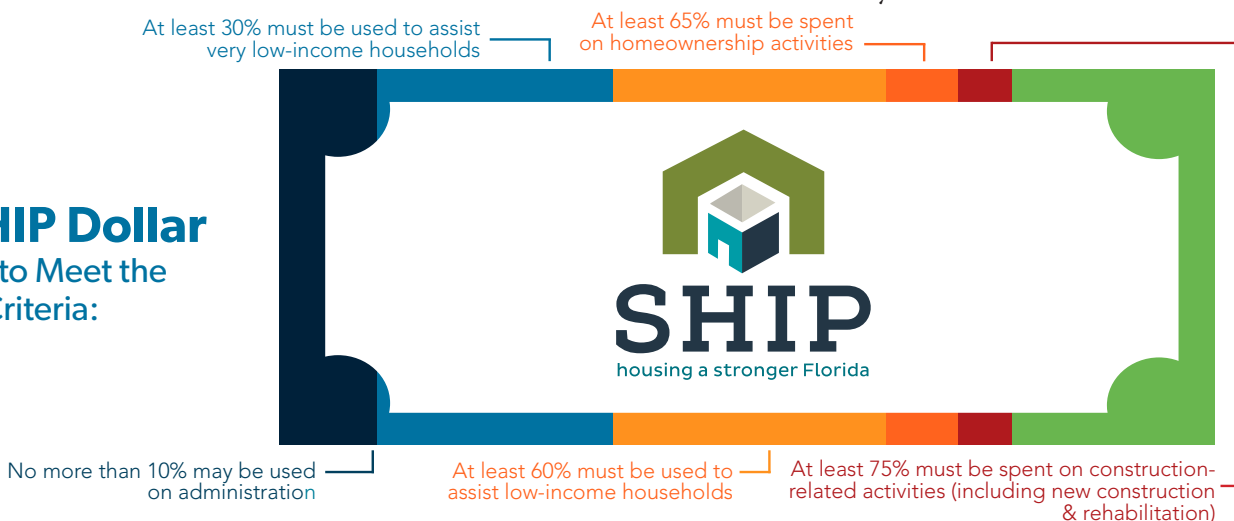 At least 30% must be used to assist
very low-income households
At least 65% must be spent
on homeownership activities
HIP Dollar
to Meet the
Criteria:
SHIP
housing a stronger Florida
No more than 10% may be used
on administration
At least 60% must be used to
assist low-income households
At least 75% must be spent on construction-
related activities (including new construction
& rehabilitation)